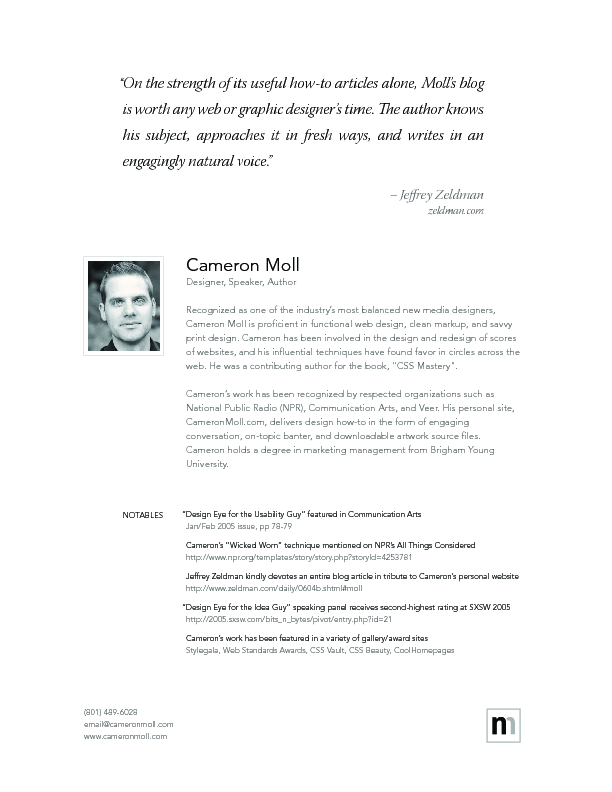 “On the strength of its useful how-to articles alone, Moll's blog
is worth any web or graphic designer's time. The author knows
his subject, approaches it in fresh ways, and writes in an
engagingly natural voice.”
– Jeffrey Zeldman
zeldman.com
Cameron Moll
Designer, Speaker, Author
Recognized as one of the industry's most balanced new media designers,
Cameron Moll is proficient in functional web design, clean markup, and savvy
print design. Cameron has been involved in the design and redesign of scores
of websites, and his influential techniques have found favor in circles across the
web. He was a contributing author for the book, "CSS Mastery".
Cameron's work has been recognized by respected organizations such as
National Public Radio (NPR), Communication Arts, and Veer. His personal site,
CameronMoll.com, delivers design how-to in the form of engaging
conversation, on-topic banter, and downloadable artwork source files.
Cameron holds a degree in marketing management from Brigham Young
University.
NOTABLES
"Design Eye for the Usability Guy" featured in Communication Arts
Jan/Feb 2005 issue, pp 78-79
Cameron's "Wicked Worn" technique mentioned on NPR's All Things Considered
http://www.npr.org/templates/story/story.php?storyId=4253781
Jeffrey Zeldman kindly devotes an entire blog article in tribute to Cameron's personal website
http://www.zeldman.com/daily/0604b.shtml#moll
"Design Eye for the Idea Guy" speaking panel receives second-highest rating at SXSW 2005
http://2005.sxsw.com/bits_n_bytes/pivot/entry.php?id=21
Cameron's work has been featured in a variety of gallery/award sites
Stylegala, Web Standards Awards, CSS Vault, CSS Beauty, CoolHomepages
(801) 489-6028
email@cameronmoll.com
www.cameronmoll.com
m